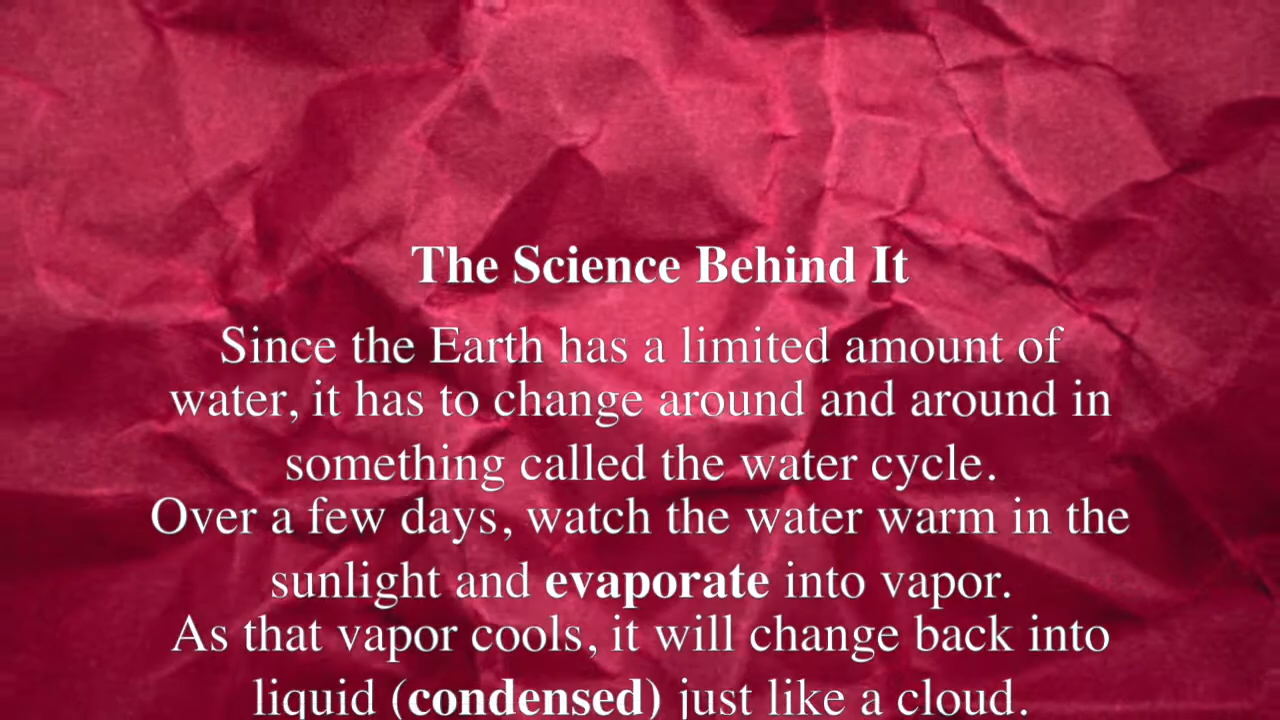 The Science Behind It
Since the Earth has a limited amount of
water, it has to change around and around in
something called the water cycle.
Over a few days, watch the water warm in the
sunlight and evaporate into vapor.
As that vapor cools, it will change back into
liquid (condensed) just like a cloud.